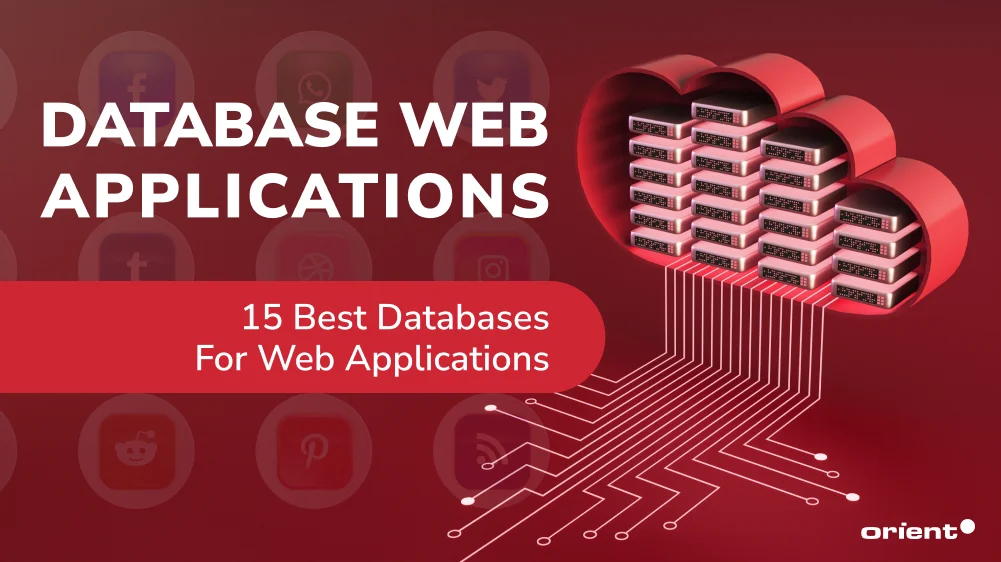 DATABASE WEB
APPLICATIONS
15 Best Databases
For Web Applications
orient